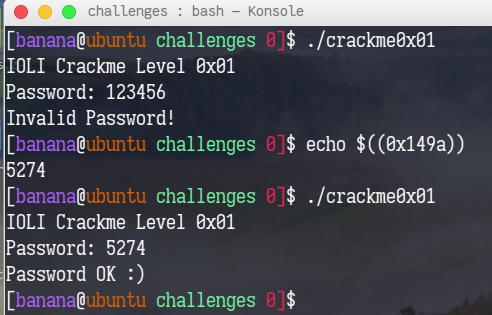 challenges : bash — Konsole
[banana@ubuntu challenges 0]$ ./crackme0x01
IOLI Crackme Level 0x01
Password: 123456
Invalid Password!
[banana@ubuntu challenges 0]$ echo $((0x149a))
5274
[banana@ubuntu challenges 0]$ ./crackme0x01
IOLI Crackme Level 0x01
Password: 5274
Password OK :)
[banana@ubuntu challenges 0]$